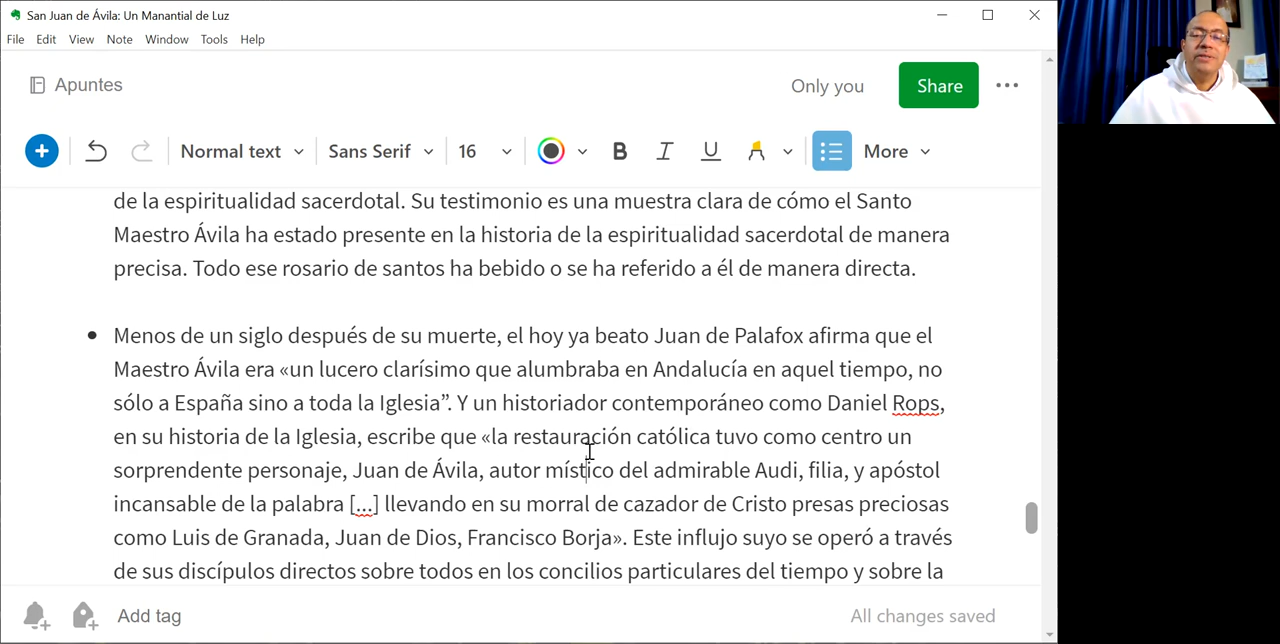 San Juan de Ávila: Un Manantial de Luz
File Edit View Note Window Tools Help
Apuntes
Only you
Share
Normal text
Sans Serif
16
B
I
U
More
de la espiritualidad sacerdotal. Su testimonio es una muestra clara de cómo el Santo
Maestro Ávila ha estado presente en la historia de la espiritualidad sacerdotal de manera
precisa. Todo ese rosario de santos ha bebido o se ha referido a él de manera directa.
Menos de un siglo después de su muerte, el hoy ya beato Juan de Palafox afirma que el
Maestro Ávila era «un lucero clarísimo que alumbraba en Andalucía en aquel tiempo, no
sólo a España sino a toda la Iglesia”. Y un historiador contemporáneo como Daniel Rops,
en su historia de la Iglesia, escribe que «la restauración católica tuvo como centro un
sorprendente personaje, Juan de Ávila, autor místico del admirable Audi, filia, y apóstol
incansable de la palabra [...] llevando en su morral de cazador de Cristo presas preciosas
como Luis de Granada, Juan de Dios, Francisco Borja». Este influjo suyo se operó a través
de sus discípulos directos sobre todos en los concilios particulares del tiempo y sobre la
Add tag
All changes saved